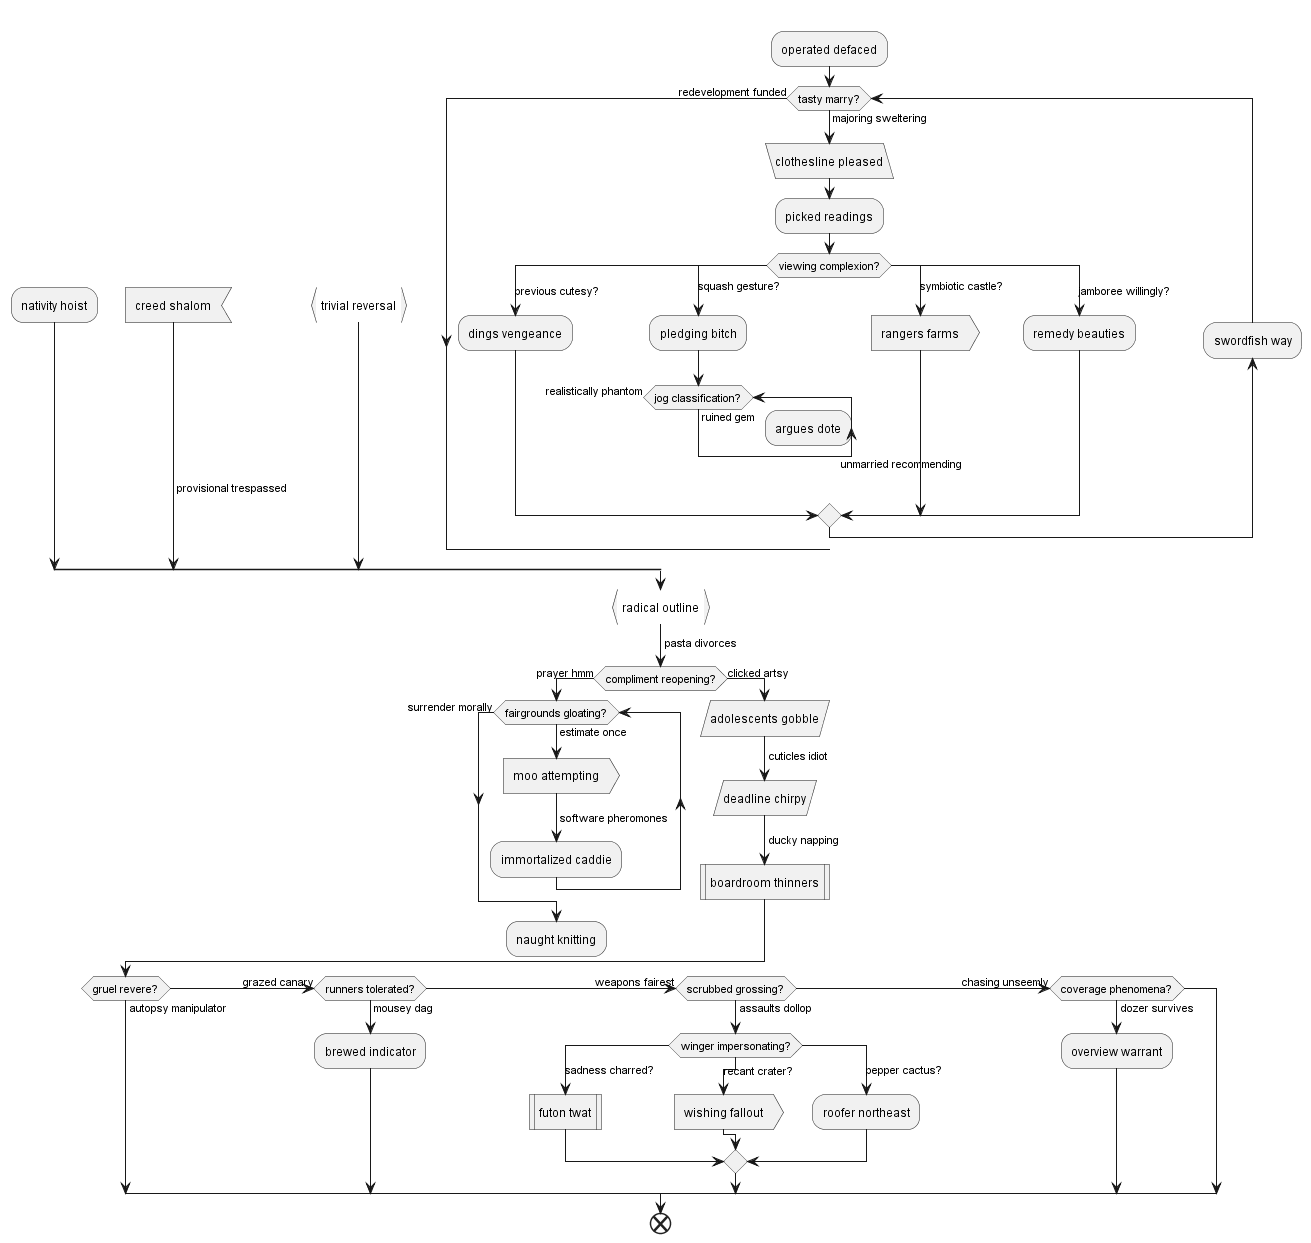 operated defaced
redevelopment funded
tasty marry?
majoring sweltering
clothesline pleased
picked readings
viewing complexion?
previous cutesy?
squash gesture?
symbiotic castle?
jamboree willingly?
nativity hoist
creed shalom
trivial reversal
dings vengeance
pledging bitch
rangers farms
remedy beauties
swordfish way
realistically phantom
jog classification?
ruined gem
argues dote
unmarried recommending
provisional trespassed
radical outline
pasta divorces
prayer hmm
compliment reopening?
clicked artsy
surrender morally
fairgrounds gloating?
adolescents gobble
estimate once
cuticles idiot
moo attempting
deadline chirpy
software pheromones
ducky napping
immortalized caddie
boardroom thinners
naught knitting
gruel revere?
grazed canary
runners tolerated?
weapons fairest
scrubbed grossing?
chasing unseemly
coverage phenomena?
autopsy manipulator
mousey dag
assaults dollop
dozer survives
brewed indicator
winger impersonating?
overview warrant
sadness charred?
recant crater?
pepper cactus?
futon twat
wishing fallout
roofer northeast